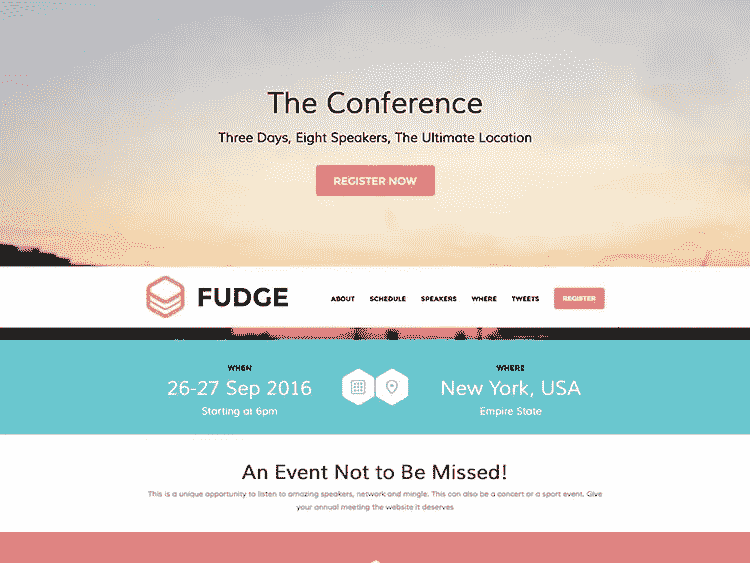 The Conference
Three Days, Eight Speakers, The Ultimate Location
REGISTER NOW
FUDGE
ABOUT SCHEDULE SPEAKERS WHERE TWEETS REGISTER
WHEN
26-27 Sep 2016
Starting at 6pm
WHERE
New York, USA
Empire State
An Event Not to Be Missed!
This is a unique opportunity to listen to amazing speakers, network and mingle. This can also be a concert or a sport event. Give
your annual meeting the website it deserves